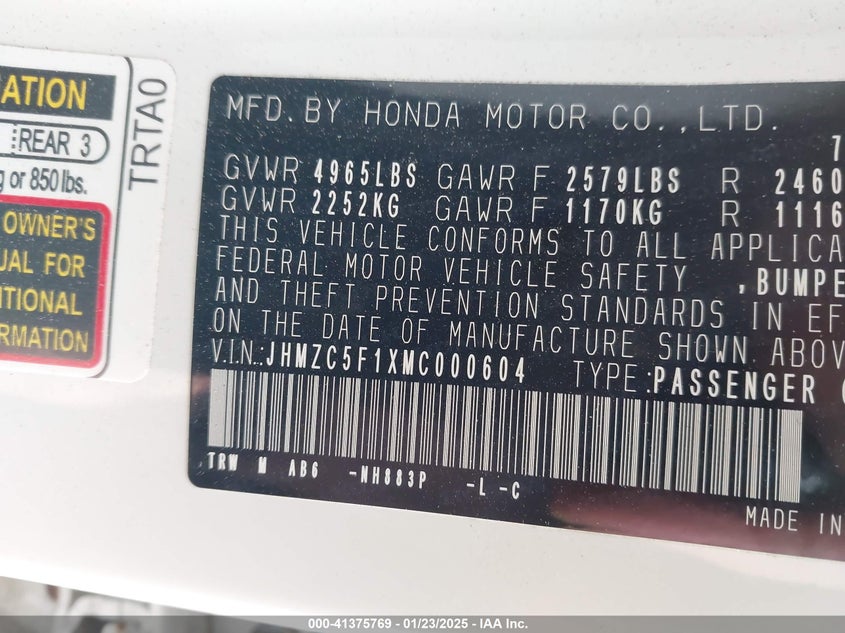 ATION
REAR 3
g or 850 lbs.
OWNER'S
UAL FOR
ITIONAL
ORMATION
TRTA0
MFD. BY HONDA MOTOR CO.,LTD.
7
GVWR 4965LBS GAWR F 2579LBS R 2460
GVWR 2252KG GAWR F 1170KG R 1116
THIS VEHICLE CONFORMS TO ALL APPLICA
FEDERAL MOTOR VEHICLE SAFETY ,BUMPE
AND THEFT PREVENTION STANDARDS IN EF
ON THE DATE OF MANUFACTURE SHOWN ABOV
V.I.N.:JHMZC5F1XMC000604 TYPE:PASSENGER
TRW M AB6 -NH883P -L -C
MADE IN
000-41375769 - 01/23/2025 - IAA Inc.